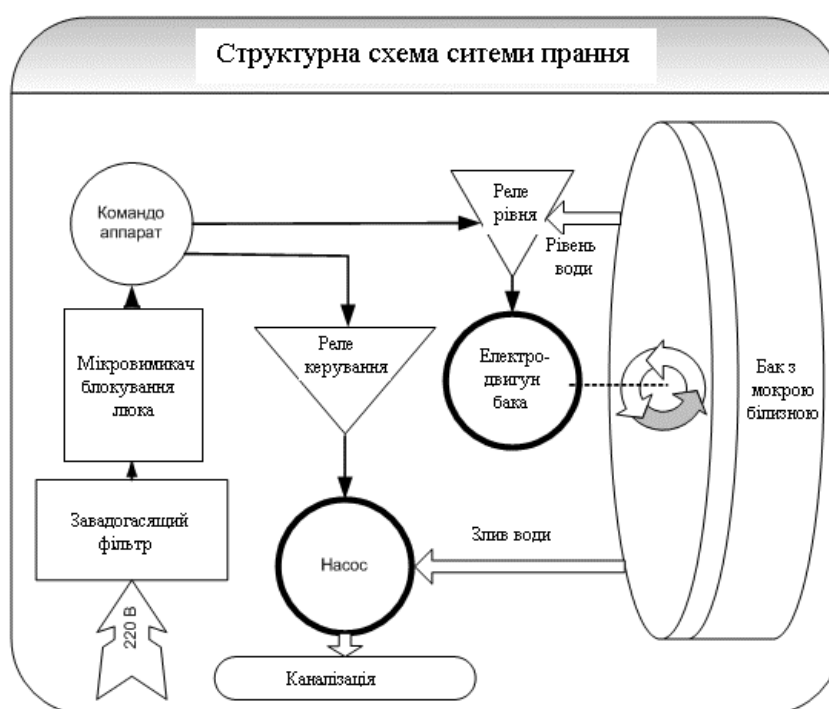 Структурна схема ситеми прання
Командо
аппарат
Реле
рівня
Рівень
води
Мікровимикач
блокування
люка
Реле
керування
Електро-
двигун
бака
Бак з
мокрою
білизною
Завадогасящий
фільтр
Насос
Злив води
220 В
Каналізація